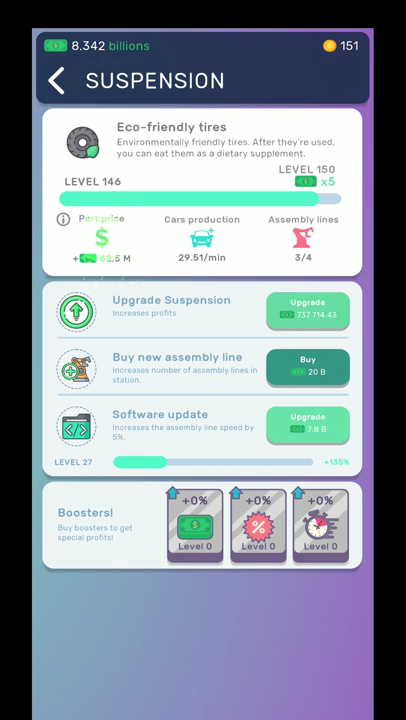 8.342 billions
151
SUSPENSION
Eco-friendly tires
Environmentally friendly tires. After they're used,
you can eat them as a dietary supplement.
LEVEL 150
LEVEL 146
x5
Part price
Cars production
Assembly lines
$
+ 62.5 M
29.51/min
3/4
Upgrade Suspension
Increases profits
Upgrade
737 714.43
Buy new assembly line
Increases number of assembly lines in
station.
Buy
20 B
Software update
Increases the assembly line speed by
5%.
Upgrade
7.8 B
LEVEL 27
+135%
Boosters!
Buy boosters to get
special profits!
+0%
+0%
+0%
Level 0
Level 0
Level 0